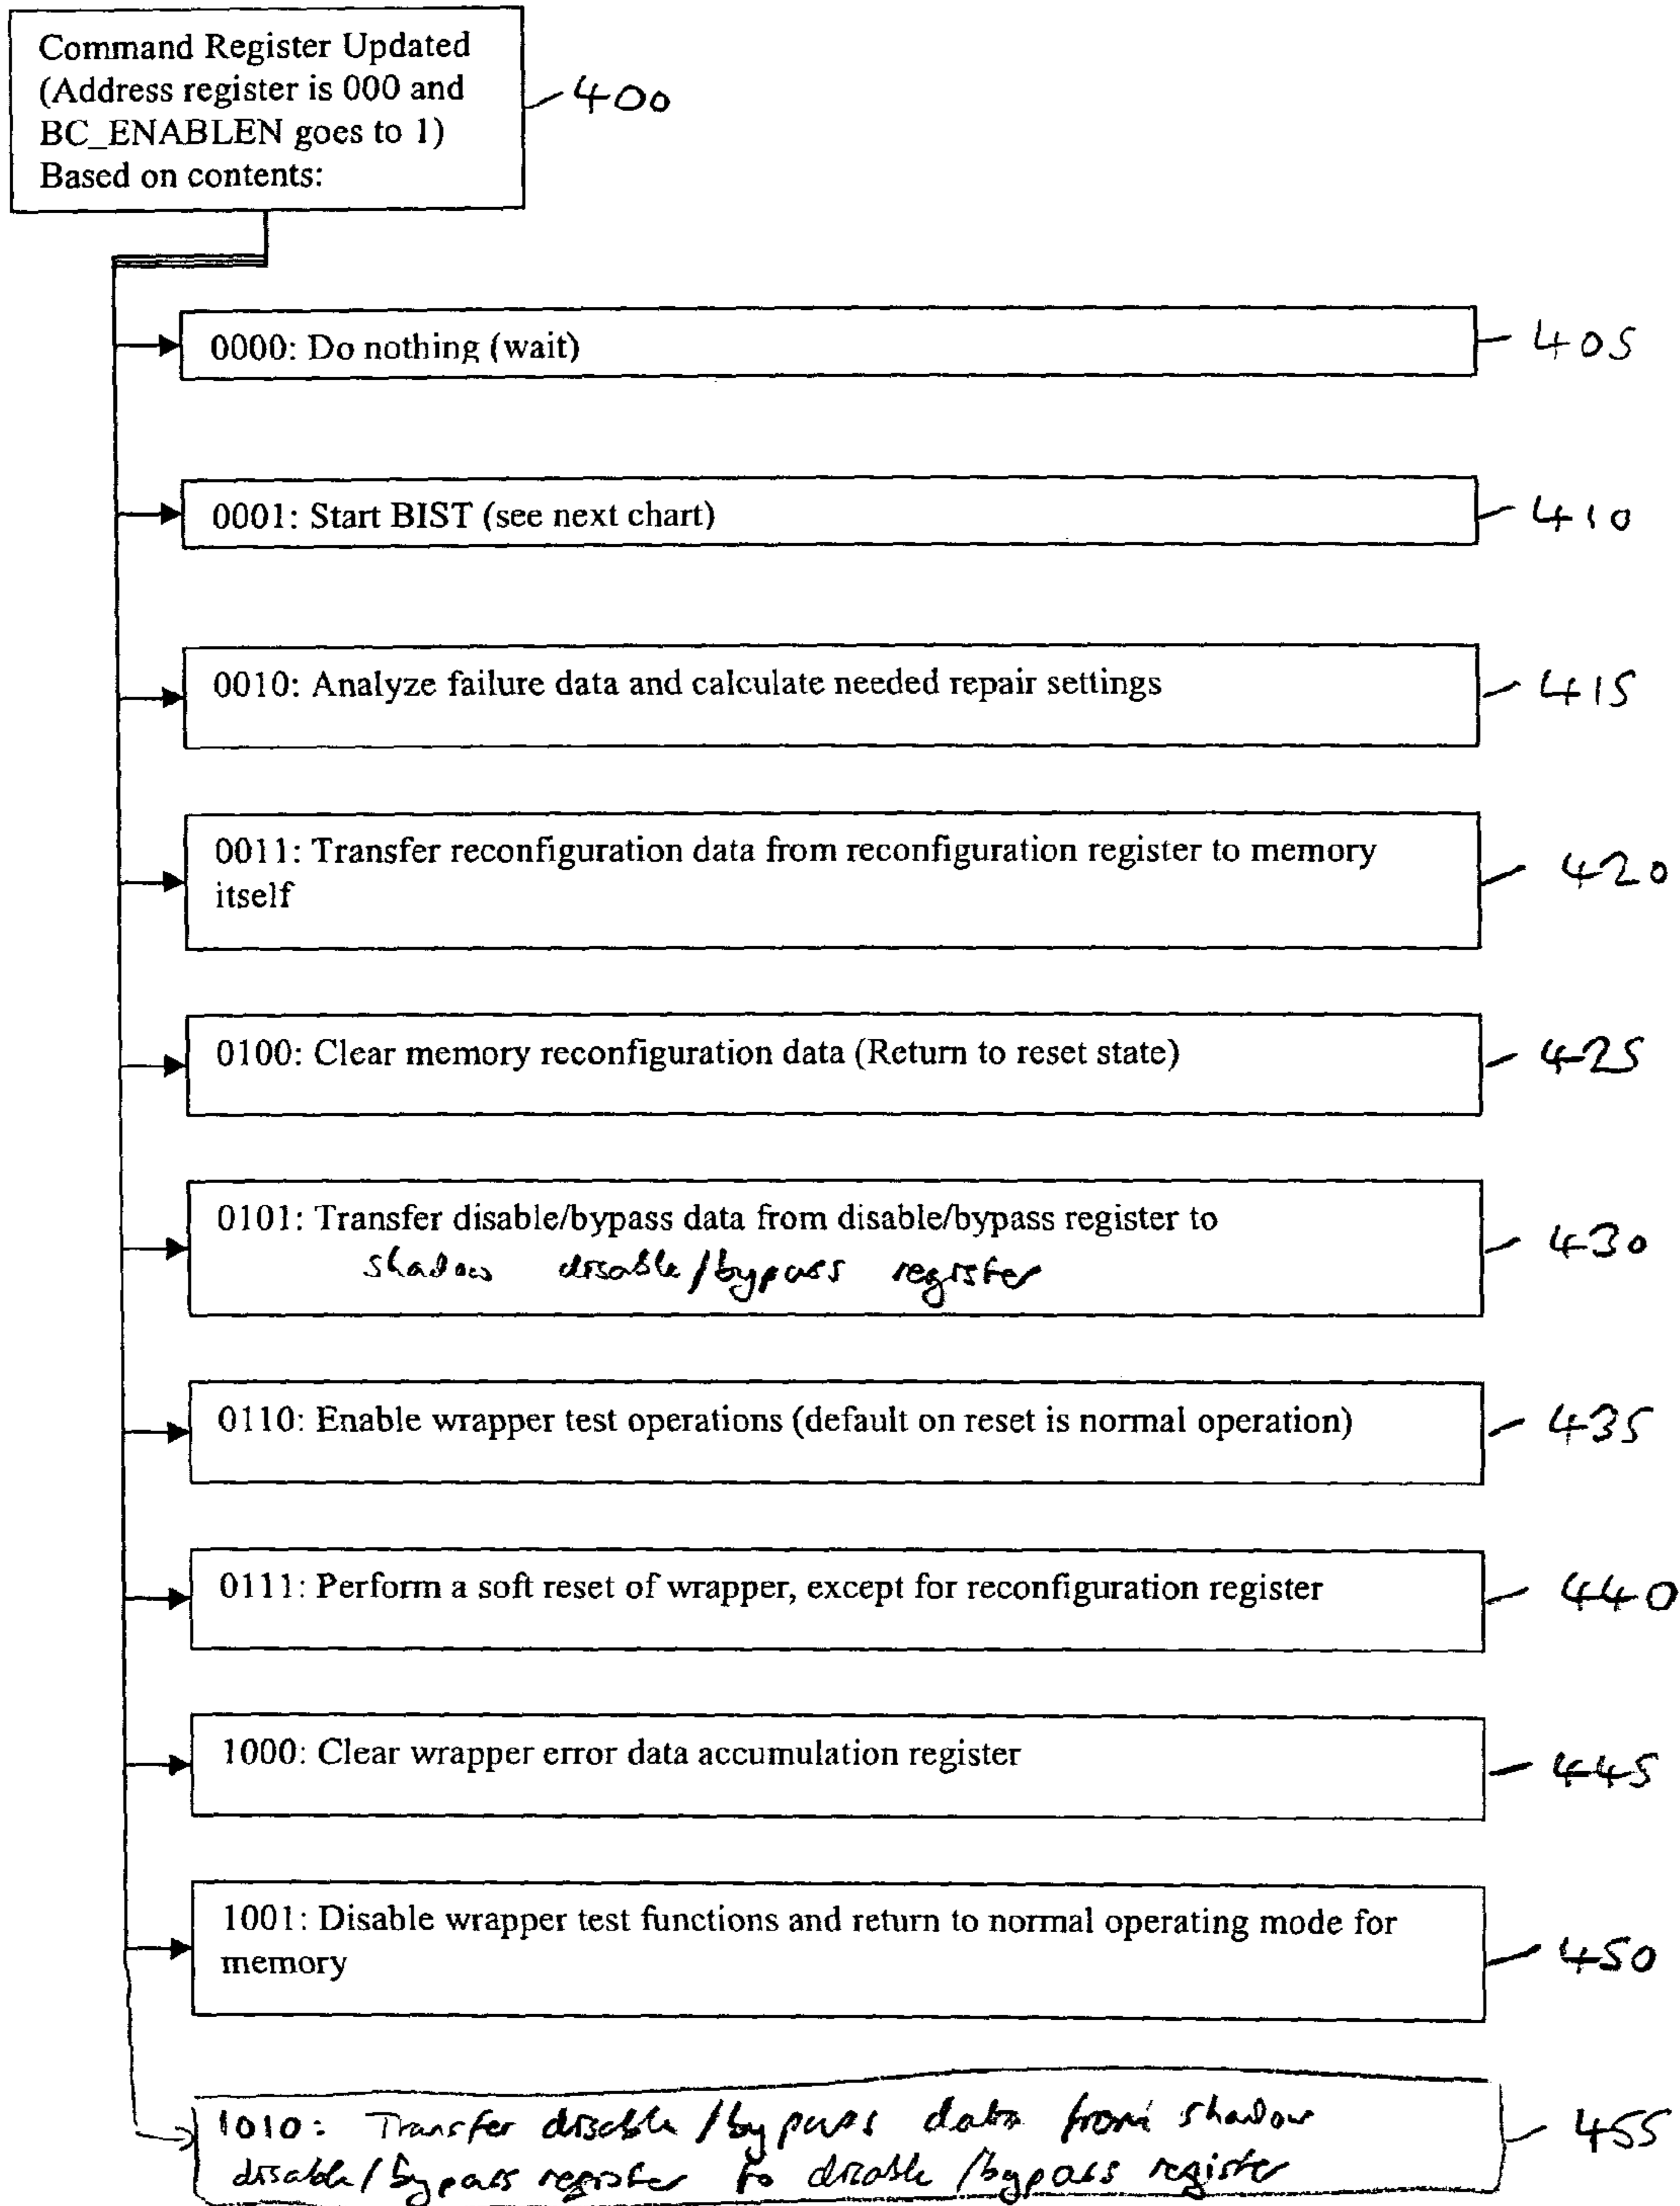 Command Register Updated
(Address register is 000 and
BC_ENABLEN goes to 1)
Based on contents:
400
0000: Do nothing (wait)
405
0001: Start BIST (see next chart)
410
0010: Analyze failure data and calculate needed repair settings
415
0011: Transfer reconfiguration data from reconfiguration register to memory
itself
420
0100: Clear memory reconfiguration data (Return to reset state)
425
0101: Transfer disable/bypass data from disable/bypass register to
shadow disable/bypass register
430
0110: Enable wrapper test operations (default on reset is normal operation)
435
0111: Perform a soft reset of wrapper, except for reconfiguration register
440
1000: Clear wrapper error data accumulation register
445
1001: Disable wrapper test functions and return to normal operating mode for
memory
450
1010: Transfer disable/bypass data from shadow
disable/bypass register to disable/bypass register
455